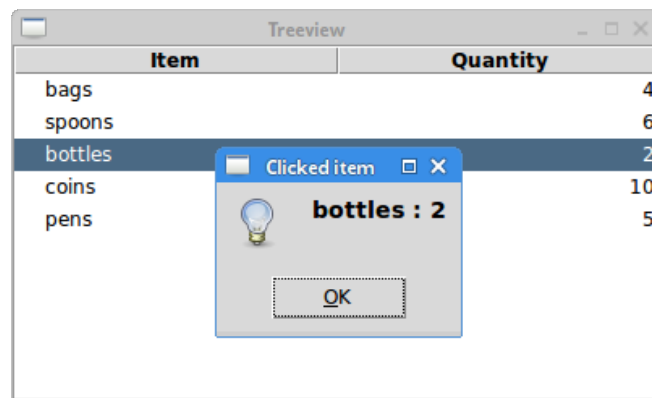 Treeview
Item Quantity
bags 4
spoons 6
bottles 2
coins 10
pens 5
Clicked item
bottles : 2
OK